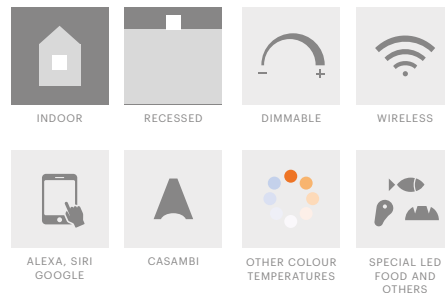 INDOOR
RECESSED
DIMMABLE
WIRELESS
ALEXA, SIRI
GOOGLE
CASAMBI
OTHER COLOUR
TEMPERATURES
SPECIAL LED
FOOD AND
OTHERS